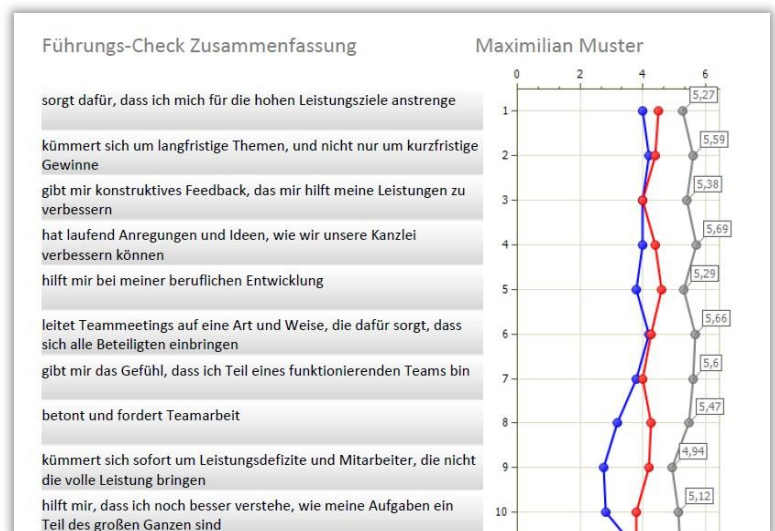 Führungs-Check Zusammenfassung Maximilian Muster
0 2 4 6
sorgt dafür, dass ich mich für die hohen Leistungsziele anstrenge
1
5,27
kümmert sich um langfristige Themen, und nicht nur um kurzfristige
Gewinne
2
5,59
gibt mir konstruktives Feedback, das mir hilft meine Leistungen zu
verbessern
3
5,38
hat laufend Anregungen und Ideen, wie wir unsere Kanzlei
verbessern können
4
5,69
hilft mir bei meiner beruflichen Entwicklung
5
5,29
leitet Teammeetings auf eine Art und Weise, die dafür sorgt, dass
sich alle Beteiligten einbringen
6
5,66
gibt mir das Gefühl, dass ich Teil eines funktionierenden Teams bin
7
5,6
betont und fordert Teamarbeit
8
5,47
kümmert sich sofort um Leistungsdefizite und Mitarbeiter, die nicht
die volle Leistung bringen
9
4,94
hilft mir, dass ich noch besser verstehe, wie meine Aufgaben ein
Teil des großen Ganzen sind
10
5,12